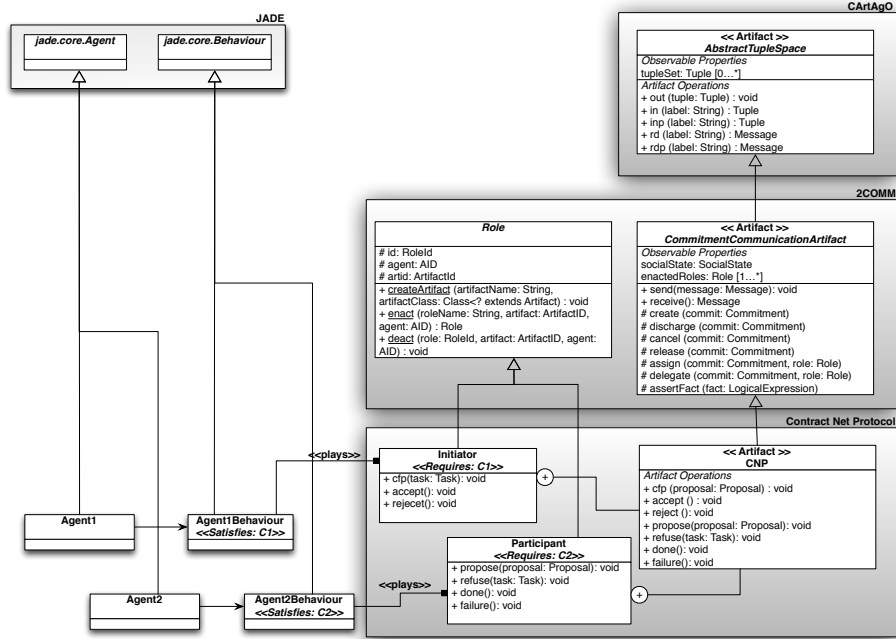 JADE
jade.core.Agent
jade.core.Behaviour
CArtAgO
<< Artifact >>
AbstractTupleSpace
Observable Properties
tupleSet: Tuple [0...*]
Artifact Operations
+ out (tuple: Tuple) : void
+ in (label: String) : Tuple
+ inp (label: String) : Tuple
+ rd (label: String) : Message
+ rdp (label: String) : Message
2COMM
Role
# id: RoleId
# agent: AID
# artid: ArtifactId
+ createArtifact (artifactName: String,
artifactClass: Class<? extends Artifact) : void
+ enact (roleName: String, artifact: ArtifactID,
agent: AID) : Role
+ deact (role: RoleId, artifact: ArtifactID, agent:
AID) : void
<< Artifact >>
CommitmentCommunicationArtifact
Observable Properties
socialState: SocialState
enactedRoles: Role [1...*]
+ send(message: Message): void
+ receive(): Message
# create (commit: Commitment)
# discharge (commit: Commitment)
# cancel (commit: Commitment)
# release (commit: Commitment)
# assign (commit: Commitment, role: Role)
# delegate (commit: Commitment, role: Role)
# assertFact (fact: LogicalExpression)
Contract Net Protocol
<<plays>>
Initiator
<<Requires: C1>>
+ cfp(task: Task): void
+ accept(): void
+ rejecet(): void
+
<< Artifact >>
CNP
Artifact Operations
+ cfp (proposal: Proposal) : void
+ accept () : void
+ reject (): void
+ propose(proposal: Proposal): void
+ refuse(task: Task): void
+ done(): void
+ failure(): void
Agent1
Agent1Behaviour
<<Satisfies: C1>>
Participant
<<Requires: C2>>
+ propose(proposal: Proposal): void
+ refuse(task: Task): void
+ done(): void
+ failure(): void
+
<<plays>>
Agent2
Agent2Behaviour
<<Satisfies: C2>>